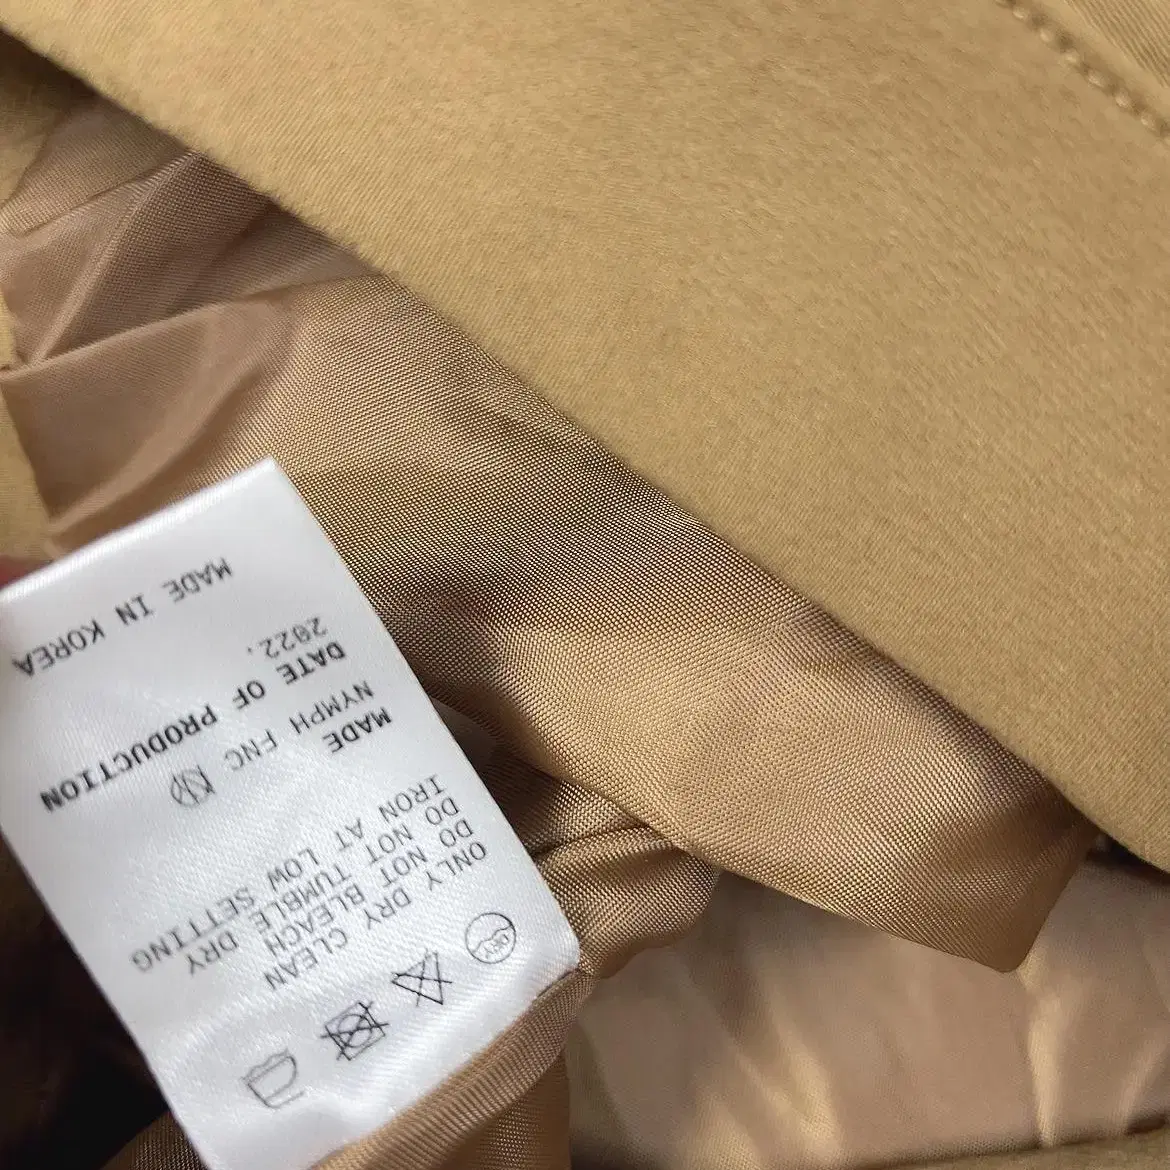 DRY
ONLY DRY CLEAN
DO NOT BLEACH
DO NOT TUMBLE DRY
IRON AT LOW SETTING
MADE
NYMPH FNC
DATE OF PRODUCTION
2022.
MADE IN KOREA